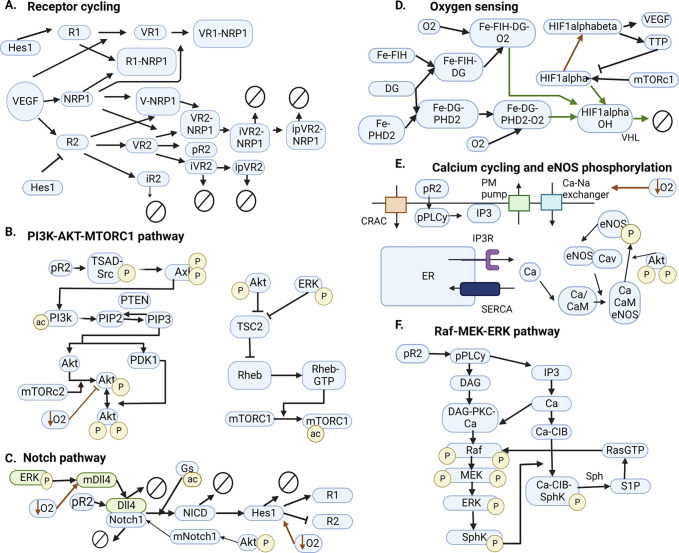 A.
Receptor cycling
Hes1
R1
VR1
VR1-NRP1
R1-NRP1
VEGF
NRP1
V-NRP1
R2
VR2-
NRP1
iVR2-
NRP1
ipVR2-
NRP1
VR2
pR2
iVR2
ipVR2
Hes1
iR2
B.
PI3K-AKT-MTORC1 pathway
pR2
TSAD-
Src
P
Axl
P
P
PTEN
ac
PI3k
PIP2
PIP3
Akt
PDK1
mTORc2
Akt
P
O2
Akt
P
P
P
Akt
ERK
P
TSC2
Rheb
Rheb-
GTP
mTORC1
mTORC1
ac
C.
Notch pathway
ERK
P
mDll4
Gs
ac
O2
pR2
Dll4
Notch1
NICD
Hes1
R1
R2
mNotch1
Akt
P
O2
D.
Oxygen sensing
O2
Fe-FIH-DG-
O2
HIF1alphabeta
VEGF
TTP
Fe-FIH
Fe-FIH-
DG
HIF1alpha
mTORc1
DG
Fe-
PHD2
Fe-DG-
PHD2
Fe-DG-
PHD2-O2
HIF1alpha
OH
O2
VHL
E.
Calcium cycling and eNOS phosphorylation
pR2
PM
pump
Ca-Na
exchanger
O2
pPLCy
IP3
CRAC
IP3R
eNOS
P
ER
Ca
eNOS
Cav
Akt
P
P
SERCA
Ca/
CaM
Ca
CaM
eNOS
F.
Raf-MEK-ERK pathway
pR2
pPLCy
IP3
DAG
Ca
DAG-PKC-
Ca
Ca-CIB
Raf
P
P
RasGTP
MEK
P
P
Ca-CIB-
SphK
P
Sph
S1P
ERK
P
P
SphK
P